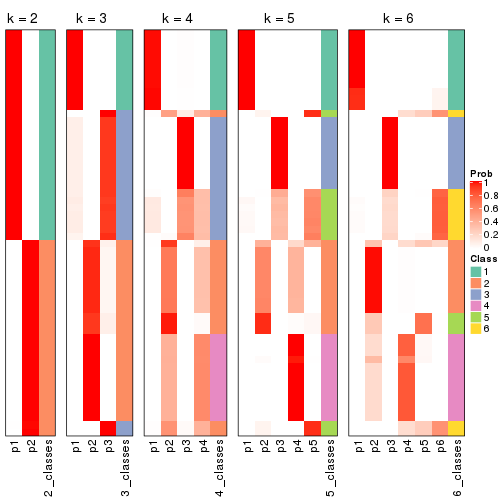 k = 2
k = 3
k = 4
k = 5
k = 6
Prob
1
0.8
0.6
0.4
0.2
0
Class
1
2
3
4
5
6
p1
p2
2_classes
p1
p2
p3
3_classes
p1
p2
p3
p4
4_classes
p1
p2
p3
p4
p5
5_classes
p1
p2
p3
p4
p5
p6
6_classes